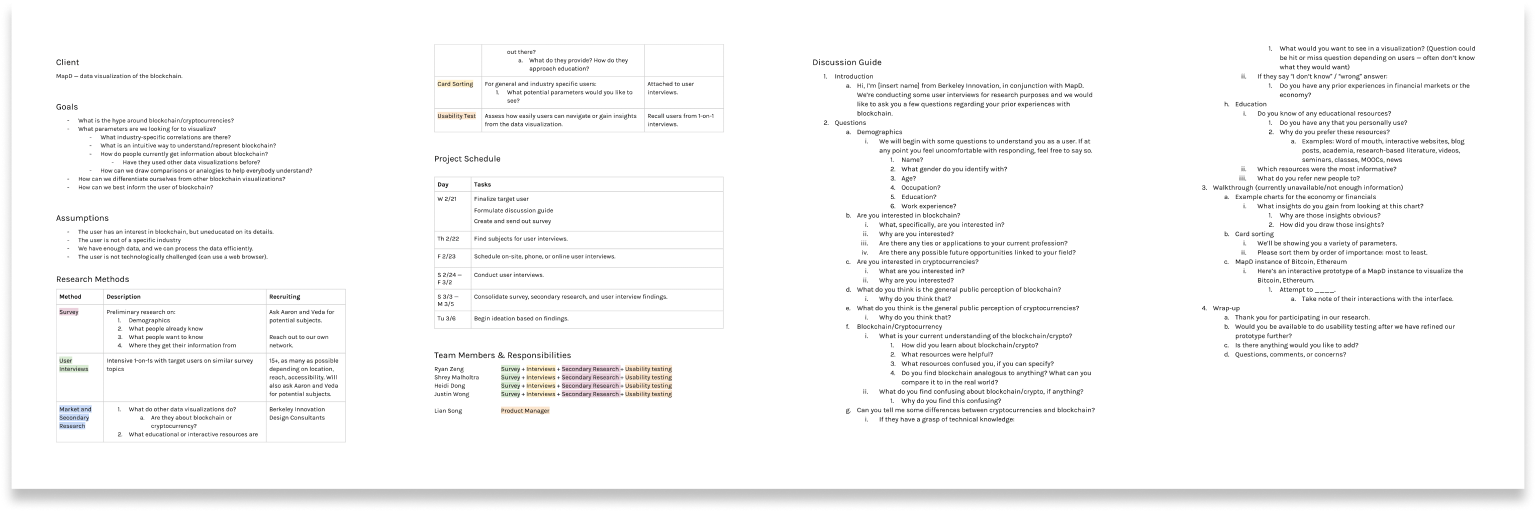 Client
MapD — data visualization of the blockchain.
Goals
- What is the hype around blockchain/cryptocurrencies?
- What parameters are we looking for to visualize?
- What industry-specific correlations are there?
- What is an intuitive way to understand/represent blockchain?
- How do people currently get information about blockchain?
- Have they used other data visualizations before?
- How can we draw comparisons or analogies to help everybody understand?
- How can we differentiate ourselves from other blockchain visualizations?
- How can we best inform the user of blockchain?
Assumptions
- The user has an interest in blockchain, but uneducated on its details.
- The user is not of a specific industry
- We have enough data, and we can process the data efficiently.
- The user is not technologically challenged (can use a web browser).
Research Methods
Method Description Recruiting
Survey
Preliminary research on:
1. Demographics
2. What people already know
3. What people want to know
4. Where they get their information from
Ask Aaron and Veda for
potential subjects.
Reach out to our own
network.
User
Interviews
Intensive 1-on-1s with target users on similar survey
topics
15+, as many as possible
depending on location,
reach, accessibility. Will
also ask Aaron and Veda
for potential subjects.
Market and
Secondary
Research
1. What do other data visualizations do?
a. Are they about blockchain or
cryptocurrency?
2. What educational or interactive resources are
Berkeley Innovation
Design Consultants
out there?
a. What do they provide? How do they
approach education?
Card Sorting
For general and industry specific users:
1. What potential parameters would you like to
see?
Attached to user
interviews.
Usability Test
Assess how easily users can navigate or gain insights
from the data visualization.
Recall users from 1-on-1
interviews.
Project Schedule
Day Tasks
W 2/21
Finalize target user
Formulate discussion guide
Create and send out survey
Th 2/22 Find subjects for user interviews.
F 2/23 Schedule on-site, phone, or online user interviews.
S 2/24 —
F 3/2
Conduct user interviews.
S 3/3 —
M 3/5
Consolidate survey, secondary research, and user interview findings.
Tu 3/6 Begin ideation based on findings.
Team Members & Responsibilities
Ryan Zeng Survey + Interviews + Secondary Research + Usability testing
Shrey Malholtra Survey + Interviews + Secondary Research + Usability testing
Heidi Dong Survey + Interviews + Secondary Research + Usability testing
Justin Wong Survey + Interviews + Secondary Research + Usability testing
Lian Song Product Manager
Discussion Guide
1. Introduction
a. Hi, I'm [insert name] from Berkeley Innovation, in conjunction with MapD.
We're conducting some user interviews for research purposes and we would
like to ask you a few questions regarding your prior experiences with
blockchain.
2. Questions
a. Demographics
i. We will begin with some questions to understand you as a user. If at
any point you feel uncomfortable with responding, feel free to say so.
1. Name?
2. What gender do you identify with?
3. Age?
4. Occupation?
5. Education?
6. Work experience?
b. Are you interested in blockchain?
i. What, specifically, are you interested in?
ii. Why are you interested?
iii. Are there any ties or applications to your current profession?
iv. Are there any possible future opportunities linked to your field?
c. Are you interested in cryptocurrencies?
i. What are you interested in?
ii. Why are you interested?
d. What do you think is the general public perception of blockchain?
i. Why do you think that?
e. What do you think is the general public perception of cryptocurrencies?
i. Why do you think that?
f. Blockchain/Cryptocurrency
i. What is your current understanding of the blockchain/crypto?
1. How did you learn about blockchain/crypto?
2. What resources were helpful?
3. What resources confused you, if you can specify?
4. Do you find blockchain analogous to anything? What can you
compare it to in the real world?
ii. What do you find confusing about blockchain/crypto, if anything?
1. Why do you find this confusing?
g. Can you tell me some differences between cryptocurrencies and blockchain?
i. If they have a grasp of technical knowledge:
1. What would you want to see in a visualization? (Question could
be hit or miss question depending on users — often don't know
what they would want)
ii. If they say "I don't know" / "wrong" answer:
1. Do you have any prior experiences in financial markets or the
economy?
h. Education
i. Do you know of any educational resources?
1. Do you have any that you personally use?
2. Why do you prefer these resources?
a. Examples: Word of mouth, interactive websites, blog
posts, academia, research-based literature, videos,
seminars, classes, MOOCs, news
ii. Which resources were the most informative?
iii. What do you refer new people to?
3. Walkthrough (currently unavailable/not enough information)
a. Example charts for the economy or financials
i. What insights do you gain from looking at this chart?
1. Why are those insights obvious?
2. How did you draw those insights?
b. Card sorting
i. We'll be showing you a variety of parameters.
ii. Please sort them by order of importance: most to least.
c. MapD instance of Bitcoin, Ethereum
i. Here's an interactive prototype of a MapD instance to visualize the
Bitcoin, Ethereum.
1. Attempt to ____.
a. Take note of their interactions with the interface.
4. Wrap-up
a. Thank you for participating in our research.
b. Would you be available to do usability testing after we have refined our
prototype further?
c. Is there anything would you like to add?
d. Questions, comments, or concerns?